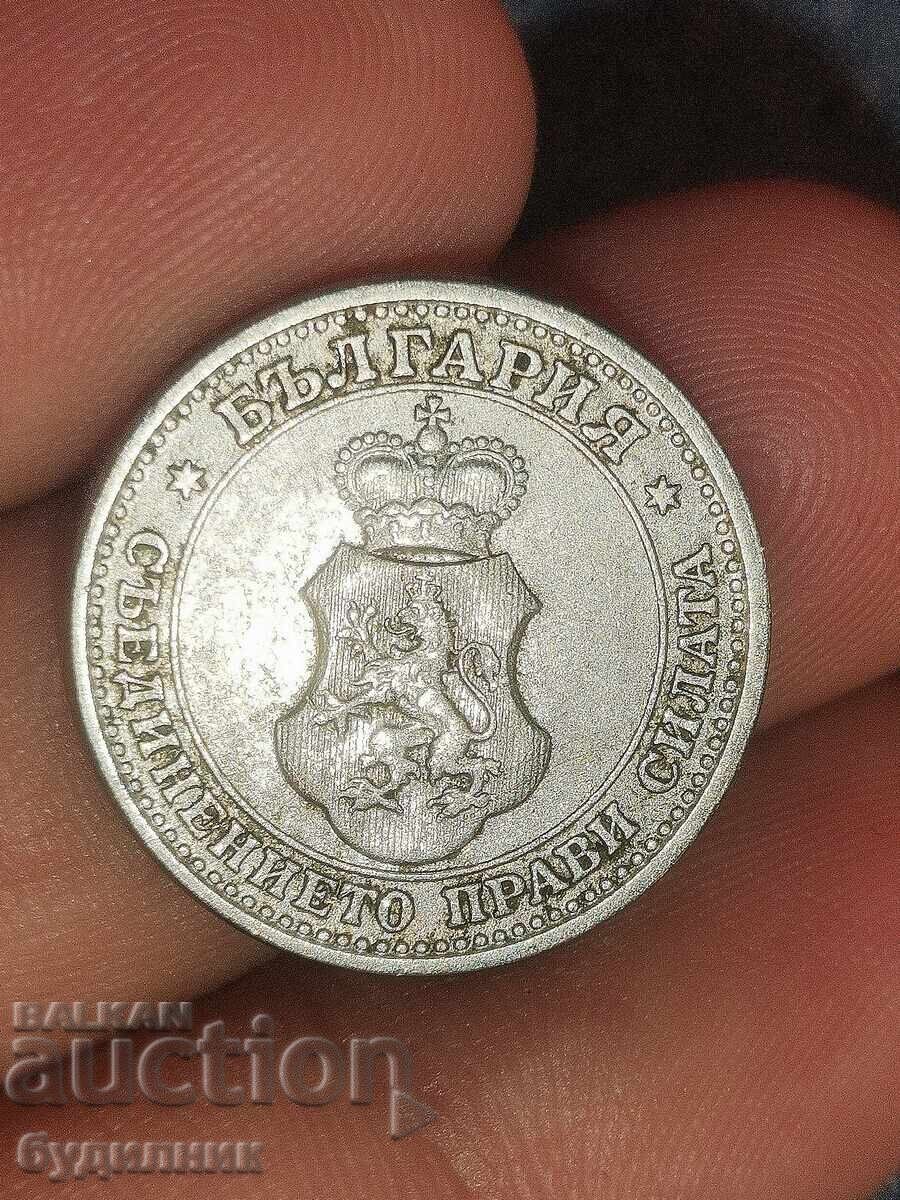 БЪЛГАРИЯ
СЪЕДИНЕНИЕТО ПРАВИ СИЛАТА
BALKAN
auction
будилник